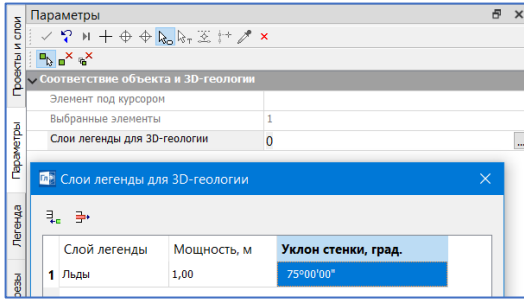 Параметры
Проекты и слои
Соответствие объекта и 3D-геологии
Элемент под курсором
Выбранные элементы 1
Слои легенды для 3D-геологии 0 ...
Параметры
Слои легенды для 3D-геологии
Легенда
Слой легенды Мощность, м Уклон стенки, град.
1 Льды 1,00 75°00'00"